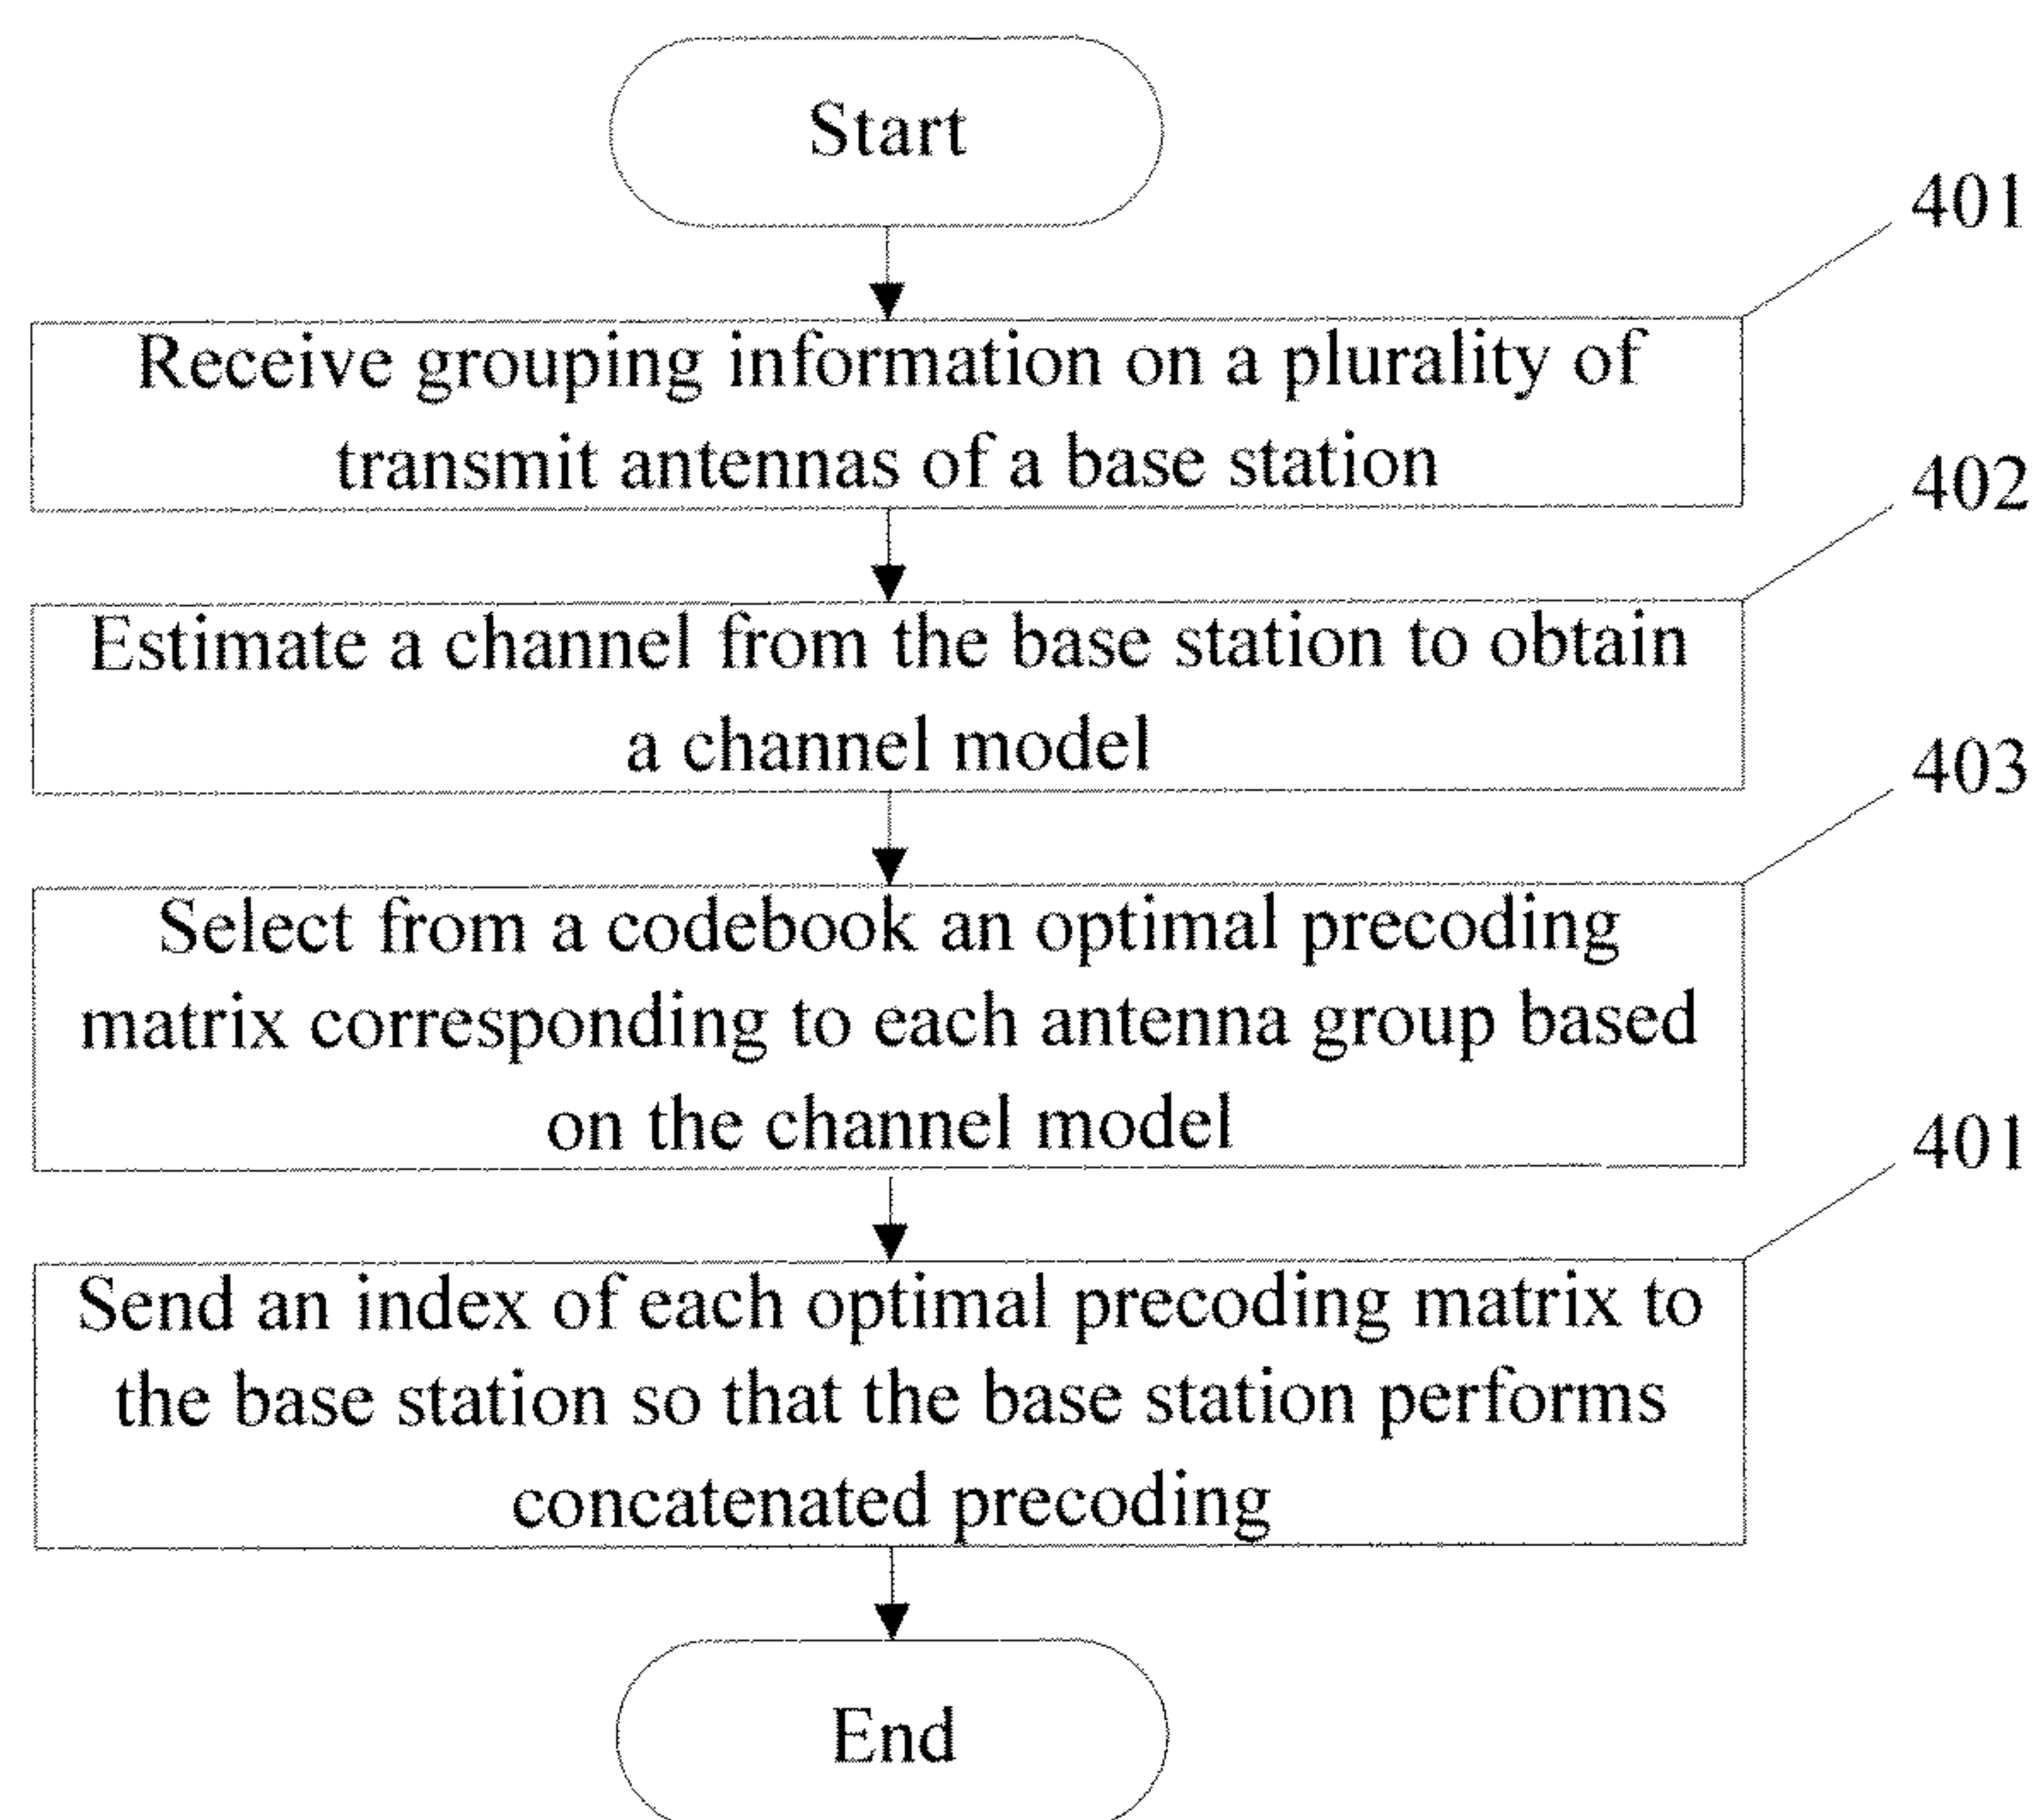 Start
401
Receive grouping information on a plurality of
transmit antennas of a base station
402
Estimate a channel from the base station to obtain
a channel model
403
Select from a codebook an optimal precoding
matrix corresponding to each antenna group based
on the channel model
401
Send an index of each optimal precoding matrix to
the base station so that the base station performs
concatenated precoding
End